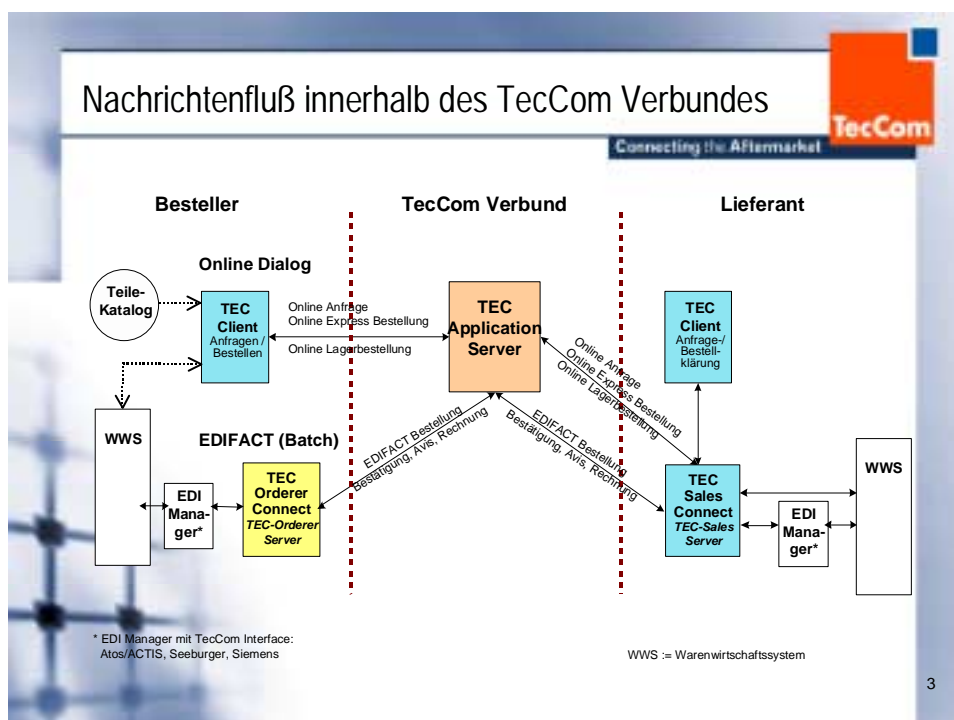 Nachrichtenfluß innerhalb des TecCom Verbundes
TecCom
Connecting the AFtermarket
Besteller
TecCom Verbund
Lieferant
Online Dialog
Teile-
Katalog
TEC
Client
Anfragen /
Bestellen
Online Anfrage
Online Express Bestellung
Online Lagerbestellung
TEC
Application
Server
TEC
Client
Anfrage-/
Bestell-
klärung
Online Anfrage
Online Express Bestellung
Online Lagerbestellung
WWS
EDIFACT (Batch)
EDIFACT Bestellung
Bestätigung, Avis, Rechnung
EDIFACT Bestellung
Bestätigung, Avis, Rechnung
EDI
Mana-
ger*
TEC
Orderer
Connect
TEC-Orderer
Server
TEC
Sales
Connect
TEC-Sales
Server
EDI
Mana-
ger*
WWS
* EDI Manager mit TecCom Interface:
Atos/ACTIS, Seeburger, Siemens
WWS := Warenwirtschaftssystem
3